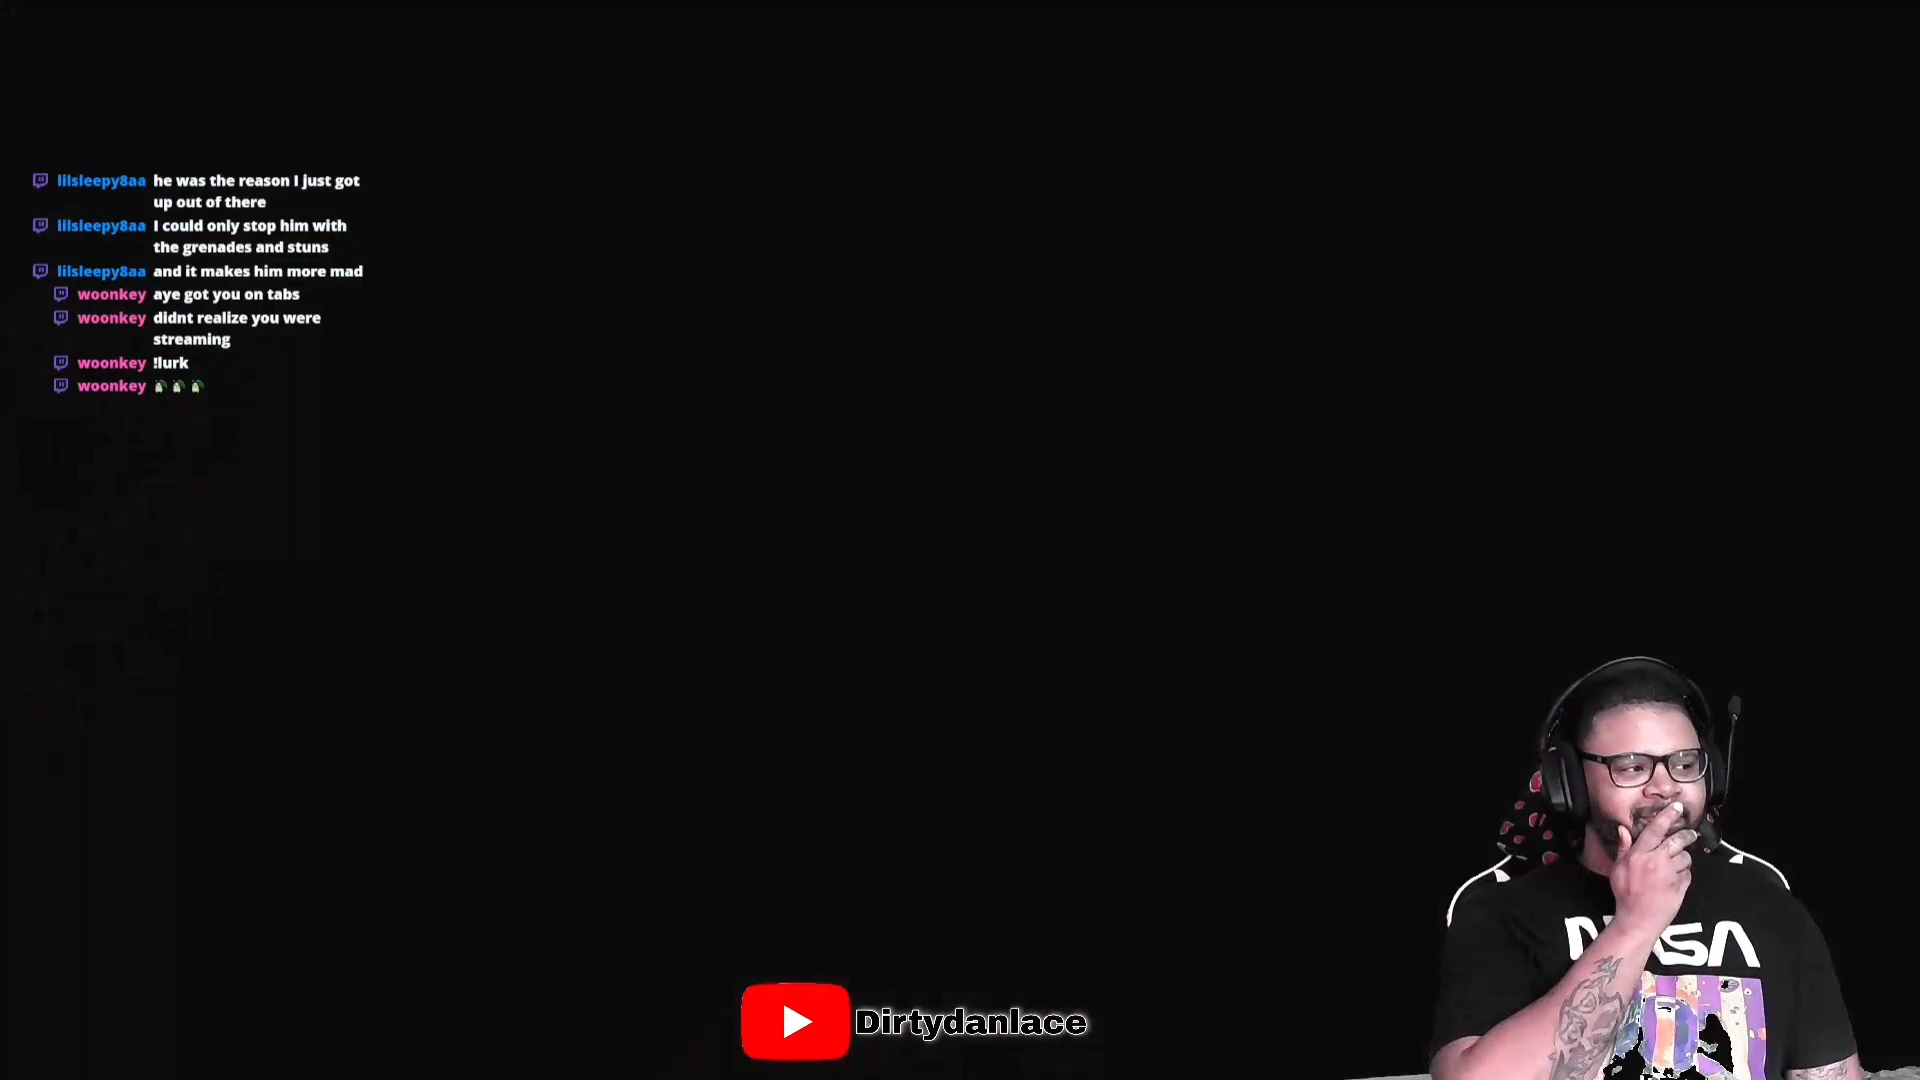 lilsleepy8aa he was the reason I just got
up out of there
lilsleepy8aa I could only stop him with
the grenades and stuns
lilsleepy8aa and it makes him more mad
woonkey aye got you on tabs
woonkey didnt realize you were
streaming
woonkey !lurk
woonkey
NASA
Dirtydanlace